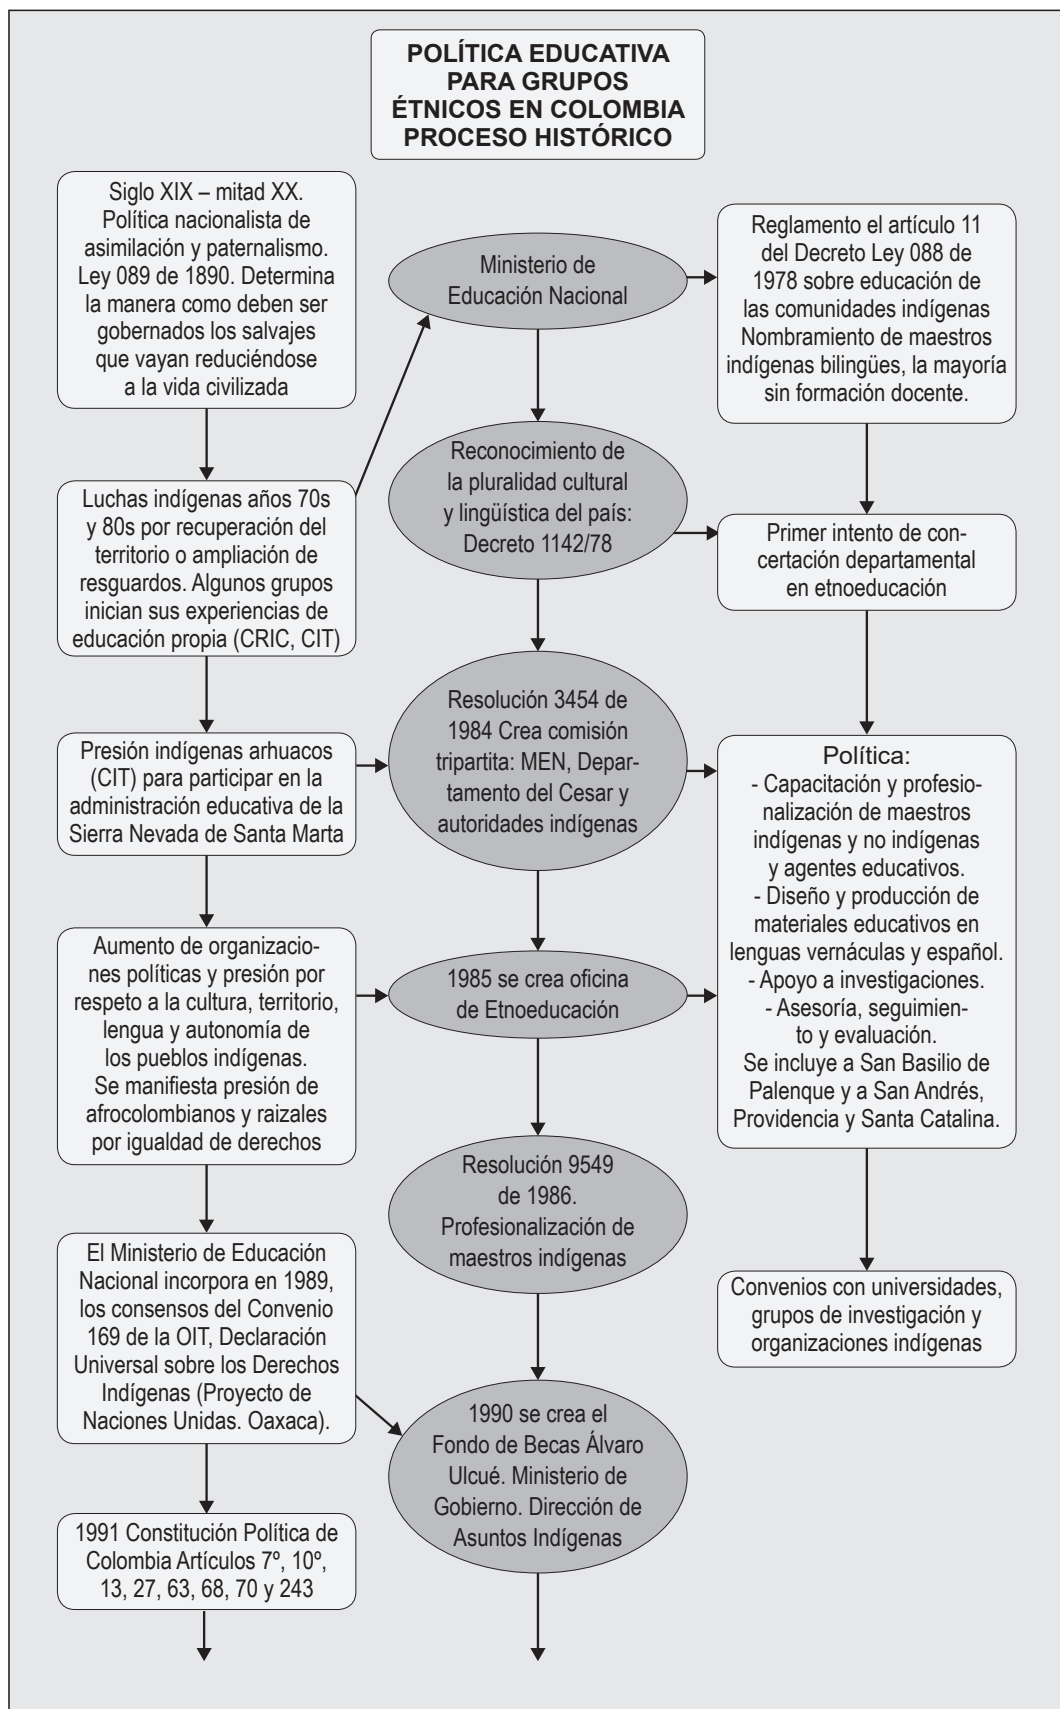 POLÍTICA EDUCATIVA
PARA GRUPOS
ÉTNICOS EN COLOMBIA
PROCESO HISTÓRICO
Siglo XIX – mitad XX.
Política nacionalista de
asimilación y paternalismo.
Ley 089 de 1890. Determina
la manera como deben ser
gobernados los salvajes
que vayan reduciéndose
a la vida civilizada
Ministerio de
Educación Nacional
Reglamento el artículo 11
del Decreto Ley 088 de
1978 sobre educación de
las comunidades indígenas
Nombramiento de maestros
indígenas bilingües, la mayoría
sin formación docente.
Luchas indígenas años 70s
y 80s por recuperación del
territorio o ampliación de
resguardos. Algunos grupos
inician sus experiencias de
educación propia (CRIC, CIT)
Reconocimiento de
la pluralidad cultural
y lingüística del país:
Decreto 1142/78
Primer intento de con-
certación departamental
en etnoeducación
Presión indígenas arhuacos
(CIT) para participar en la
administración educativa de la
Sierra Nevada de Santa Marta
Resolución 3454 de
1984 Crea comisión
tripartita: MEN, Depar-
tamento del Cesar y
autoridades indígenas
Política:
- Capacitación y profesio-
nalización de maestros
indígenas y no indígenas
y agentes educativos.
- Diseño y producción de
materiales educativos en
lenguas vernáculas y español.
- Apoyo a investigaciones.
- Asesoría, seguimien-
to y evaluación.
Se incluye a San Basilio de
Palenque y a San Andrés,
Providencia y Santa Catalina.
Aumento de organizacio-
nes políticas y presión por
respeto a la cultura, territorio,
lengua y autonomía de
los pueblos indígenas.
Se manifiesta presión de
afrocolombianos y raizales
por igualdad de derechos
1985 se crea oficina
de Etnoeducación
Resolución 9549
de 1986.
Profesionalización de
maestros indígenas
El Ministerio de Educación
Nacional incorpora en 1989,
los consensos del Convenio
169 de la OIT, Declaración
Universal sobre los Derechos
Indígenas (Proyecto de
Naciones Unidas. Oaxaca).
Convenios con universidades,
grupos de investigación y
organizaciones indígenas
1990 se crea el
Fondo de Becas Álvaro
Ulcué. Ministerio de
Gobierno. Dirección de
Asuntos Indígenas
1991 Constitución Política de
Colombia Artículos 7º, 10º,
13, 27, 63, 68, 70 y 243